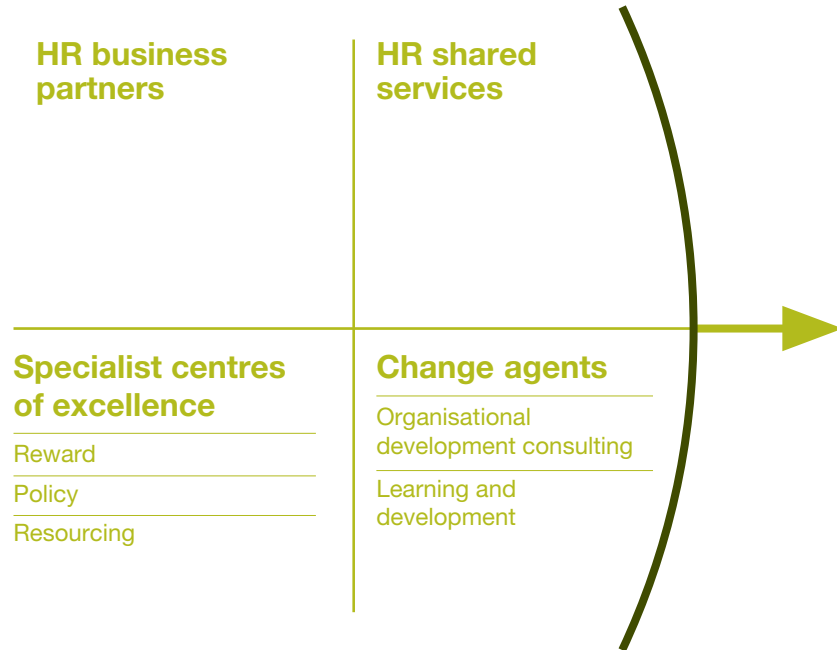 HR business
partners
HR shared
services
Specialist centres
of excellence
Reward
Policy
Resourcing
Change agents
Organisational
development consulting
Learning and
development